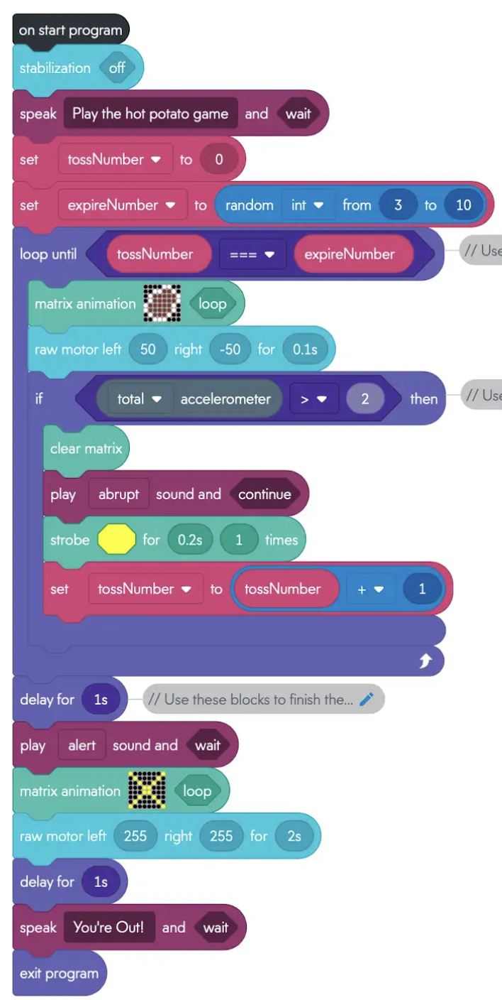 on start program
stabilization off
speak Play the hot potato game and wait
set tossNumber to 0
set expireNumber to random int from 3 to 10
loop until tossNumber === expireNumber // Use
matrix animation loop
raw motor left 50 right -50 for 0.1s
if total accelerometer > 2 then // Use
clear matrix
play abrupt sound and continue
strobe for 0.2s 1 times
set tossNumber to tossNumber + 1
delay for 1s // Use these blocks to finish the...
play alert sound and wait
matrix animation loop
raw motor left 255 right 255 for 2s
delay for 1s
speak You're Out! and wait
exit program